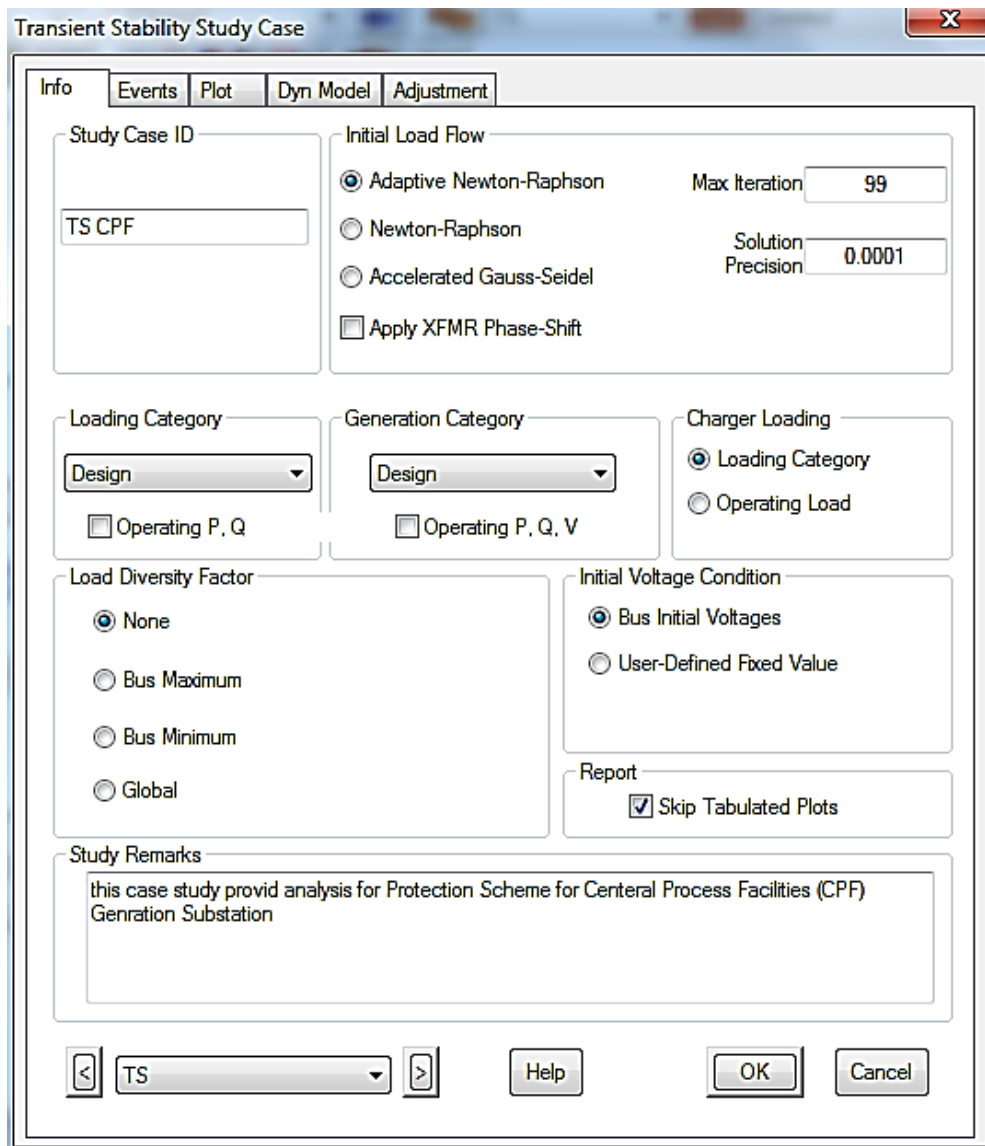 Transient Stability Study Case
Info Events Plot Dyn Model Adjustment
Study Case ID
TS CPF
Initial Load Flow
Adaptive Newton-Raphson
Newton-Raphson
Accelerated Gauss-Seidel
Apply XFMR Phase-Shift
Max Iteration 99
Solution
Precision 0.0001
Loading Category
Design
Operating P, Q
Generation Category
Design
Operating P, Q, V
Charger Loading
Loading Category
Operating Load
Load Diversity Factor
None
Bus Maximum
Bus Minimum
Global
Initial Voltage Condition
Bus Initial Voltages
User-Defined Fixed Value
Report
Skip Tabulated Plots
Study Remarks
this case study provid analysis for Protection Scheme for Centeral Process Facilities (CPF)
Genration Substation
< TS > Help OK Cancel